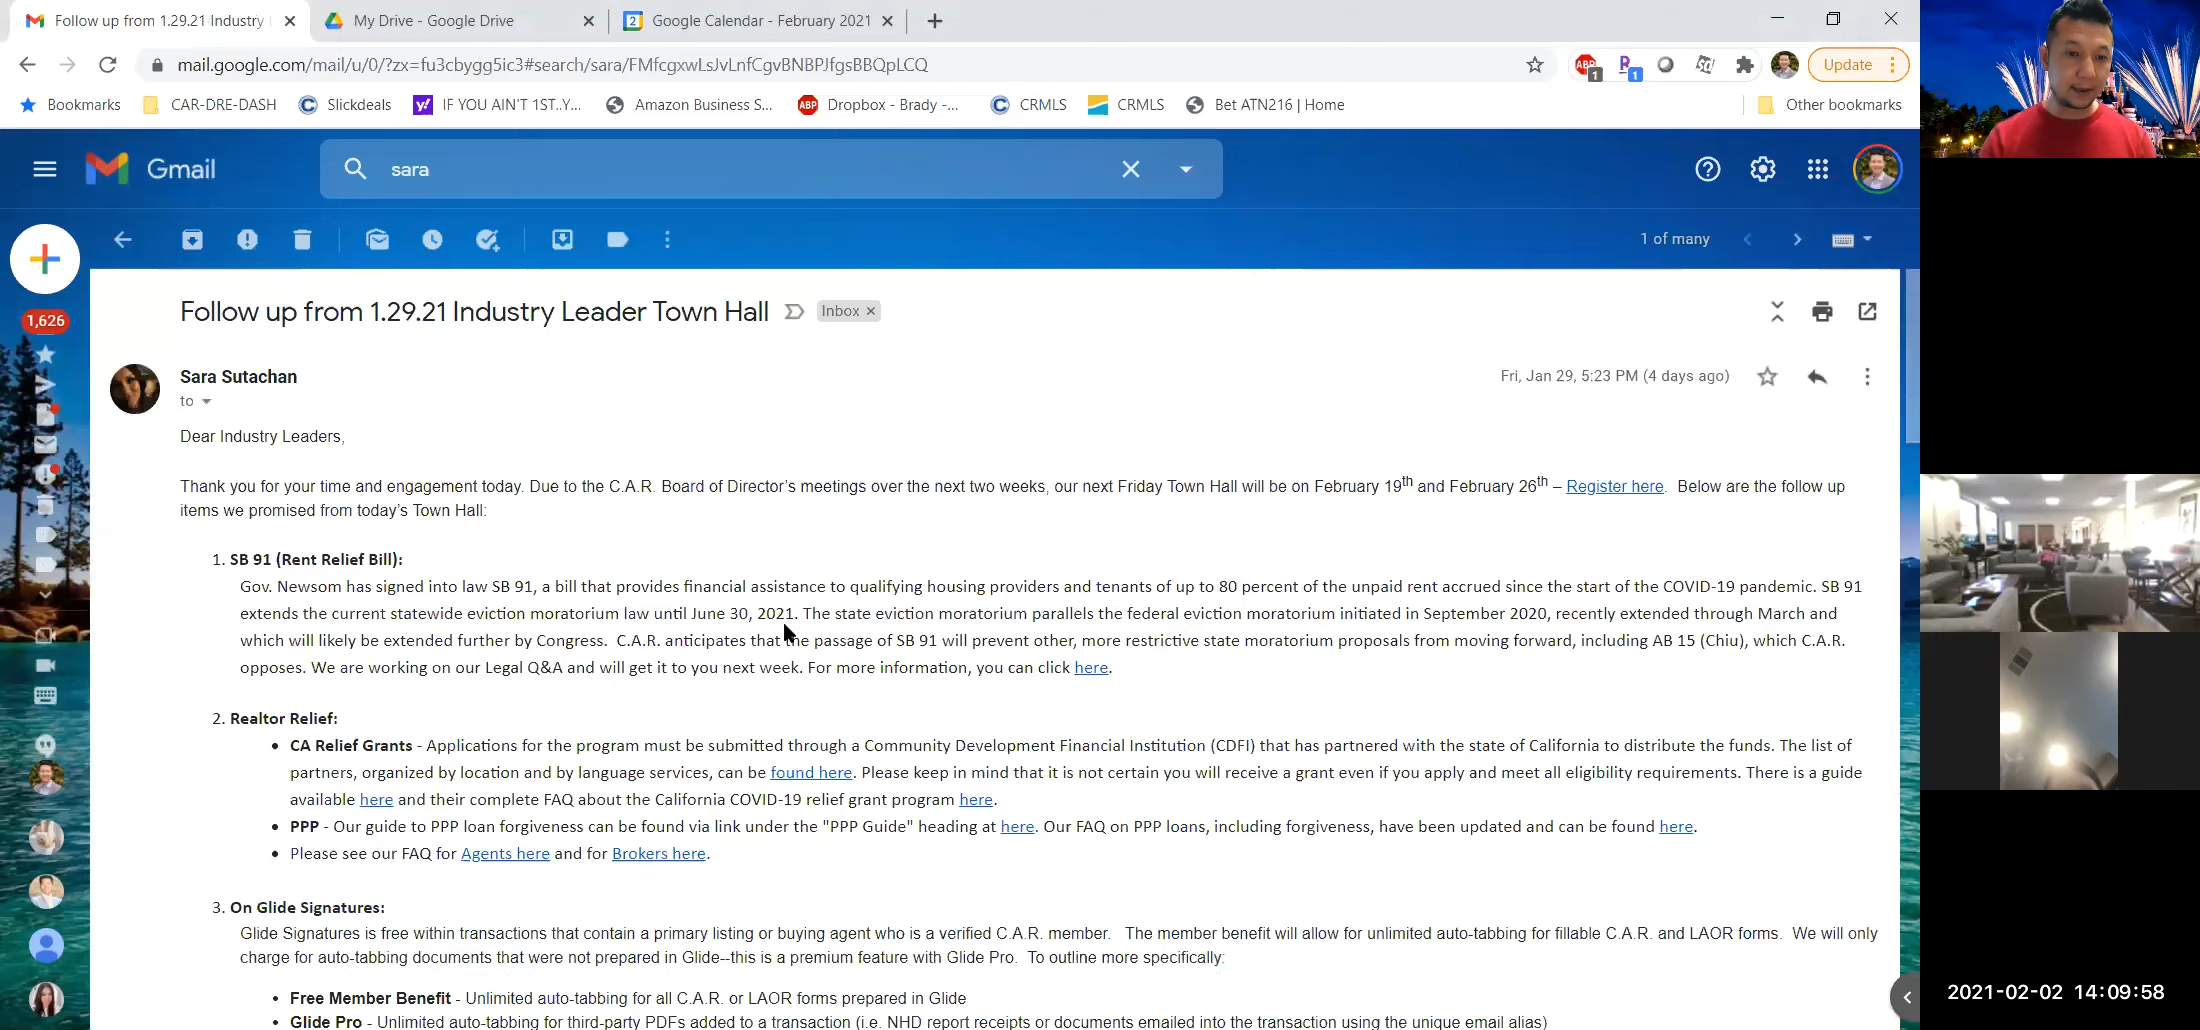 Follow up from 1.29.21 Industry
My Drive - Google Drive
Google Calendar - February 2021
mail.google.com/mail/u/0/?zx=fu3cbygg5ic3#search/sara/FMfcgxwLsJvLnfCgvBNBPJfgsBBQpLCQ
ABP 1
1
Update
Bookmarks
CAR-DRE-DASH
Slickdeals
IF YOU AIN'T 1ST..Y...
Amazon Business S...
ABP Dropbox - Brady -...
CRMLS
CRMLS
Bet ATN216 | Home
Other bookmarks
Gmail
sara
1 of many
1,626
Follow up from 1.29.21 Industry Leader Town Hall
Inbox
Sara Sutachan
Fri, Jan 29, 5:23 PM (4 days ago)
to
Dear Industry Leaders,
Thank you for your time and engagement today. Due to the C.A.R. Board of Director's meetings over the next two weeks, our next Friday Town Hall will be on February 19th and February 26th – Register here.  Below are the follow up
items we promised from today's Town Hall:
1. SB 91 (Rent Relief Bill):
Gov. Newsom has signed into law SB 91, a bill that provides financial assistance to qualifying housing providers and tenants of up to 80 percent of the unpaid rent accrued since the start of the COVID-19 pandemic. SB 91
extends the current statewide eviction moratorium law until June 30, 2021. The state eviction moratorium parallels the federal eviction moratorium initiated in September 2020, recently extended through March and
which will likely be extended further by Congress.  C.A.R. anticipates that the passage of SB 91 will prevent other, more restrictive state moratorium proposals from moving forward, including AB 15 (Chiu), which C.A.R.
opposes. We are working on our Legal Q&A and will get it to you next week. For more information, you can click here.
2. Realtor Relief:
• CA Relief Grants - Applications for the program must be submitted through a Community Development Financial Institution (CDFI) that has partnered with the state of California to distribute the funds. The list of
partners, organized by location and by language services, can be found here. Please keep in mind that it is not certain you will receive a grant even if you apply and meet all eligibility requirements. There is a guide
available here and their complete FAQ about the California COVID-19 relief grant program here.
• PPP - Our guide to PPP loan forgiveness can be found via link under the "PPP Guide" heading at here. Our FAQ on PPP loans, including forgiveness, have been updated and can be found here.
• Please see our FAQ for Agents here and for Brokers here.
3. On Glide Signatures:
Glide Signatures is free within transactions that contain a primary listing or buying agent who is a verified C.A.R. member.   The member benefit will allow for unlimited auto-tabbing for fillable C.A.R. and LAOR forms.  We will only
charge for auto-tabbing documents that were not prepared in Glide--this is a premium feature with Glide Pro.  To outline more specifically:
• Free Member Benefit - Unlimited auto-tabbing for all C.A.R. or LAOR forms prepared in Glide
• Glide Pro - Unlimited auto-tabbing for third-party PDFs added to a transaction (i.e. NHD report receipts or documents emailed into the transaction using the unique email alias)
2021-02-02 14:09:58